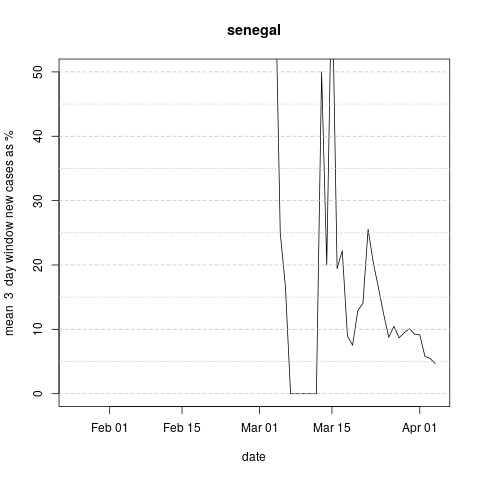 senegal
mean  3  day window new cases as %
50
40
30
20
10
0
Feb 01
Feb 15
Mar 01
Mar 15
Apr 01
date